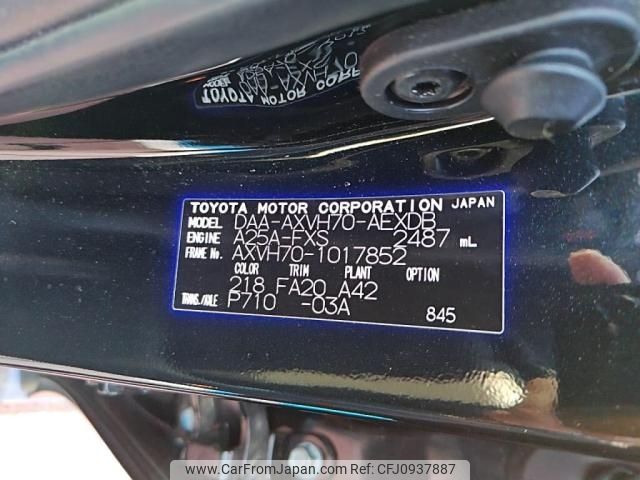 TOYOTA MOTOR CORPORATION JAPAN
MODEL DAA-AXVH70-AEXDB
ENGINE A25A-FXS 2487 mL
FRAME No. AXVH70-1017852
COLOR TRIM PLANT OPTION
218 FA20 A42
TRANS./AXLE P710 -03A
845
www.CarFromJapan.com | Ref No.CFJ0937887